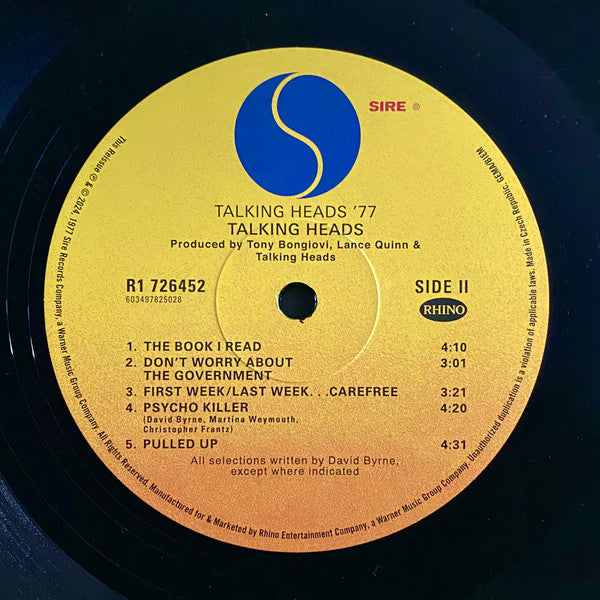 SIRE ®
TALKING HEADS '77
TALKING HEADS
Produced by Tony Bongiovi, Lance Quinn &
Talking Heads
R1 726452
603497825028
SIDE II
RHINO
1. THE BOOK I READ 4:10
2. DON'T WORRY ABOUT
THE GOVERNMENT 3:01
3. FIRST WEEK/LAST WEEK. . .CAREFREE 3:21
4. PSYCHO KILLER 4:20
(David Byrne, Martina Weymouth,
Christopher Frantz)
5. PULLED UP 4:31
All selections written by David Byrne,
except where indicated
This Reissue ℗ & © 2024, 1977 Sire Records Company, a Warner Music Group Company. All Rights Reserved. Manufactured for & Marketed by Rhino Entertainment Company, a Warner Music Group Company. Unauthorized duplication is a violation of applicable laws. Made in Czech Republic. GEMA/BIEM